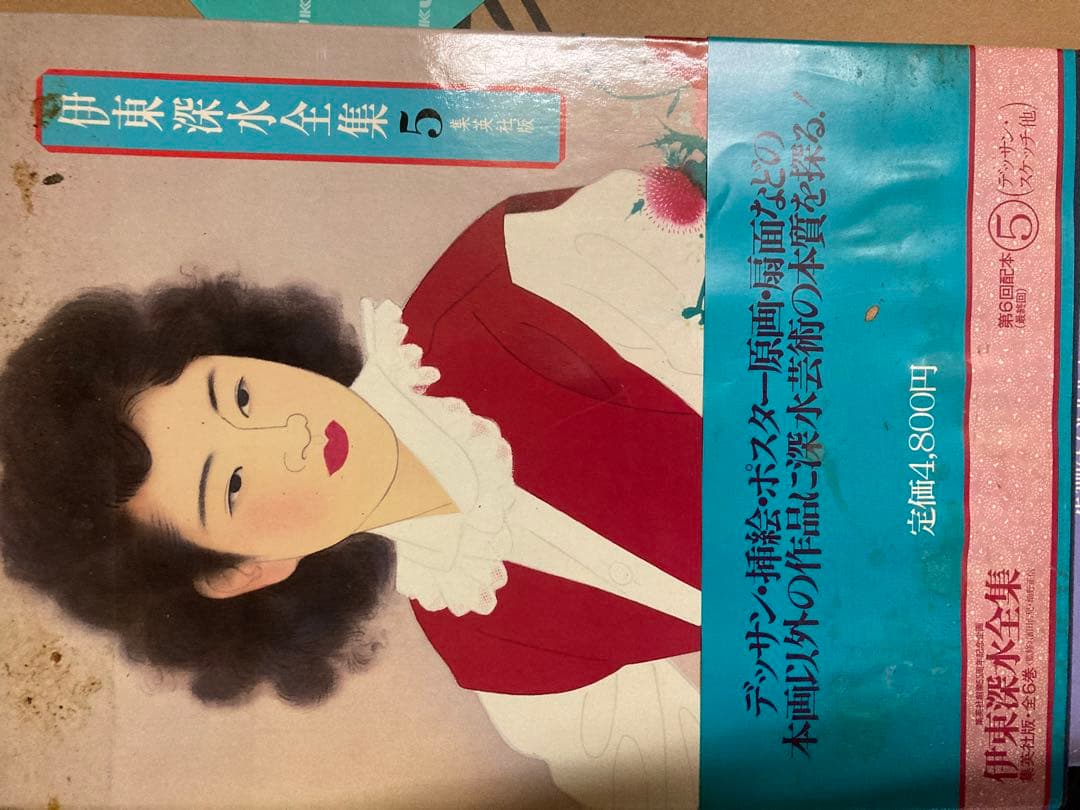 伊東深水全集 5 集英社版
デッサン・挿絵・ポスター原画・扇面などの
本画以外の作品に深水芸術の本質を探る!
定価4,800円
第6回配本
(最終回)
5
(デッサン・
スケッチ他)
伊東深水全集
集英社版・全6巻